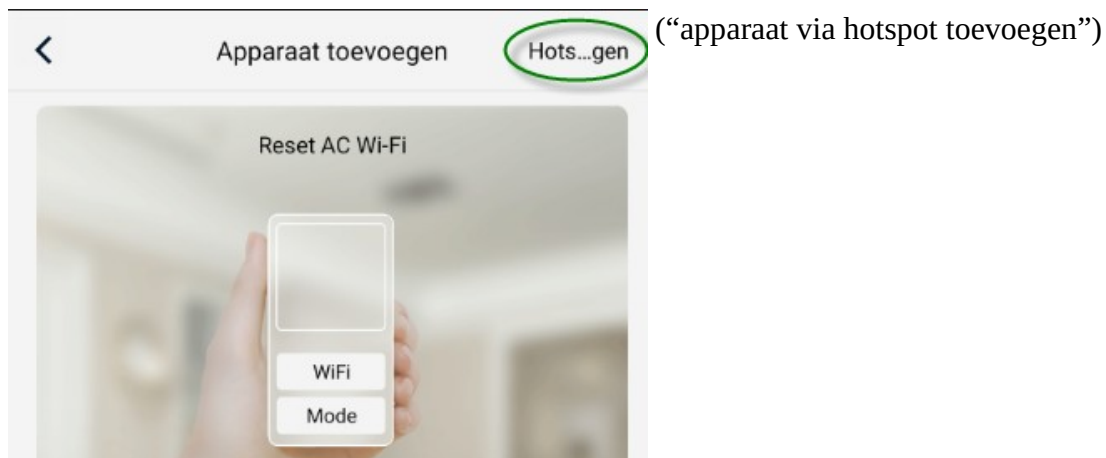 Apparaat toevoegen Hots...gen (“apparaat via hotspot toevoegen”)
Reset AC Wi-Fi
WiFi
Mode